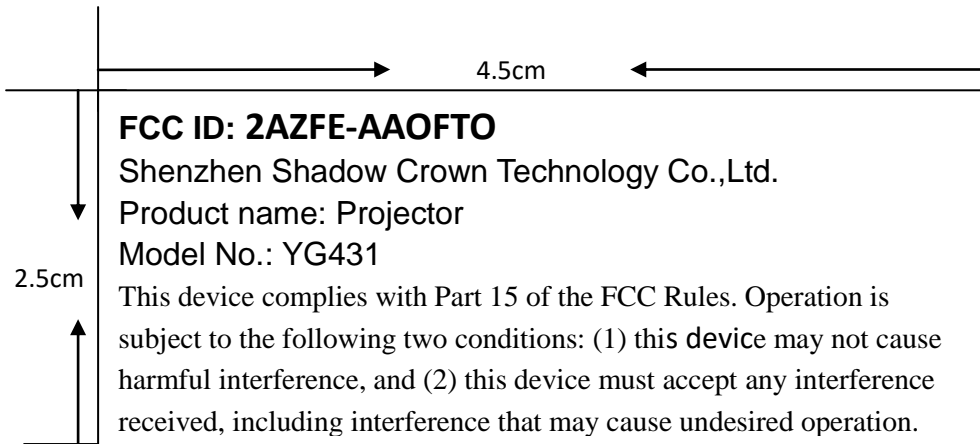 4.5cm
FCC ID: 2AZFE-AAOFTO
Shenzhen Shadow Crown Technology Co.,Ltd.
Product name: Projector
Model No.: YG431
2.5cm
This device complies with Part 15 of the FCC Rules. Operation is
subject to the following two conditions: (1) this device may not cause
harmful interference, and (2) this device must accept any interference
received, including interference that may cause undesired operation.